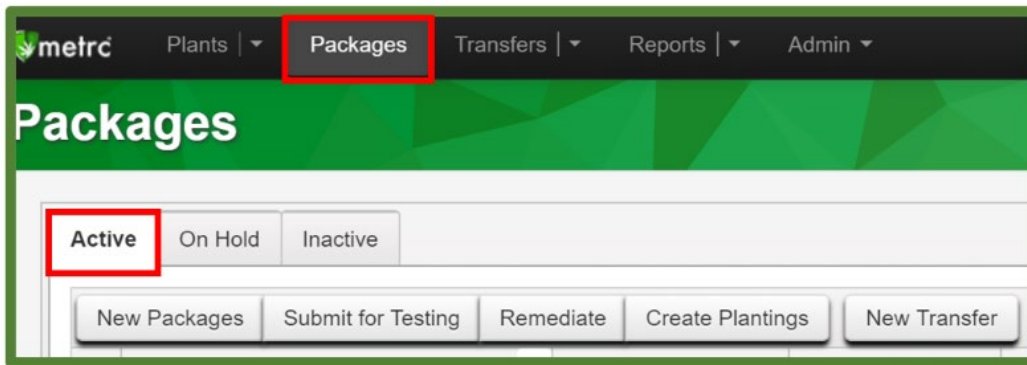 metrc Plants Packages Transfers Reports Admin
Packages
Active On Hold Inactive
New Packages Submit for Testing Remediate Create Plantings New Transfer